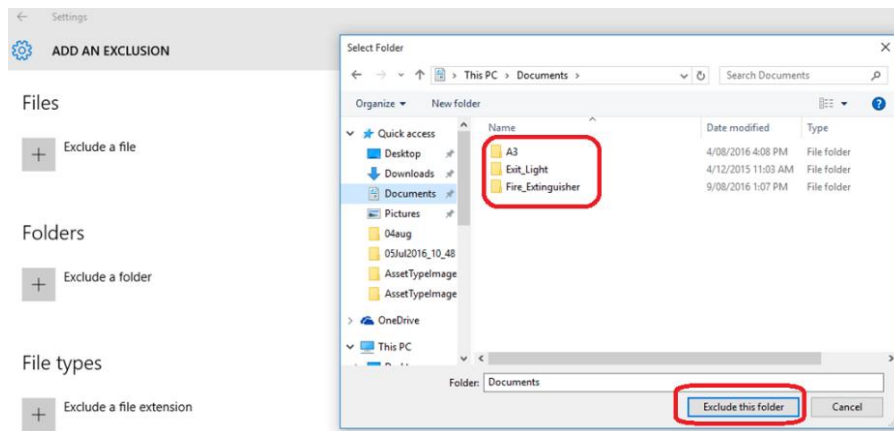 Settings
ADD AN EXCLUSION
Files
Exclude a file
Folders
Exclude a folder
File types
Exclude a file extension
Select Folder
This PC > Documents >
Search Documents
Organize New folder
Name Date modified Type
Quick access
Desktop
Downloads
Documents
Pictures
04aug
05Jul2016_10_48
AssetTypeImage
AssetTypeImage
OneDrive
This PC
A3 4/08/2016 4:08 PM File folder
Exit_Light 4/12/2015 11:03 AM File folder
Fire_Extinguisher 9/08/2016 1:07 PM File folder
Folder: Documents
Exclude this folder Cancel